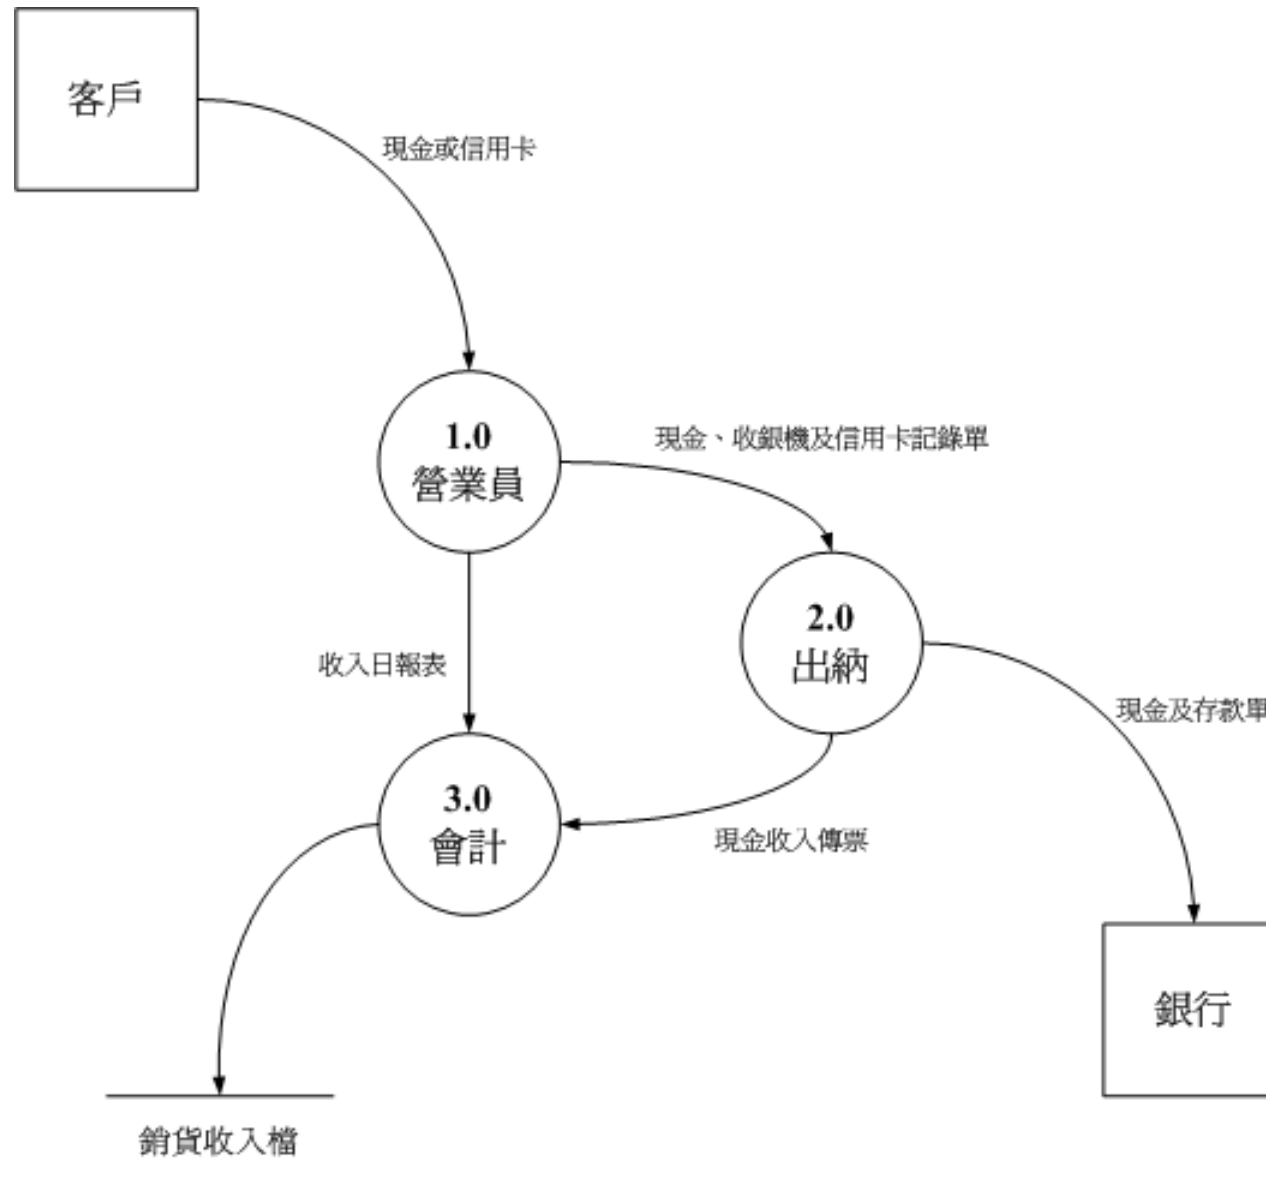 客戶
現金或信用卡
1.0
營業員
現金、收銀機及信用卡記錄單
2.0
出納
收入日報表
現金及存款單
3.0
會計
現金收入傳票
銀行
銷貨收入檔